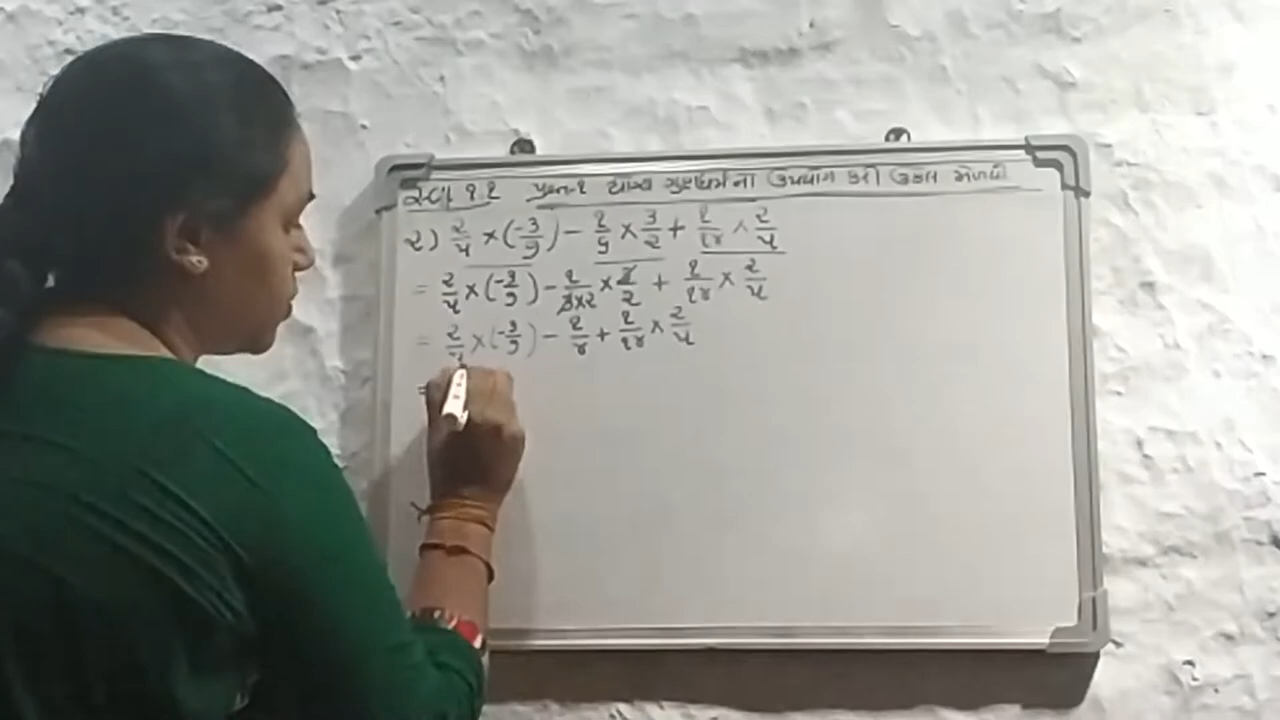 સ્વા ૧.૧ પ્રશ્ન-૧ યોગ્ય ગુણધર્મનો ઉપયોગ કરી ઉકેલ મેળવો
૨) ૨/૫ × (-૩/૭) − ૧/૬ × ૩/૨ + ૧/૧૪ × ૨/૫
= ૨/૫ × (-૩/૭) − ૧/૩×૨ × ૩/૨ + ૧/૧૪ × ૨/૫
= ૨/૫ × (-૩/૭) − ૧/૪ + ૧/૧૪ × ૨/૫
=